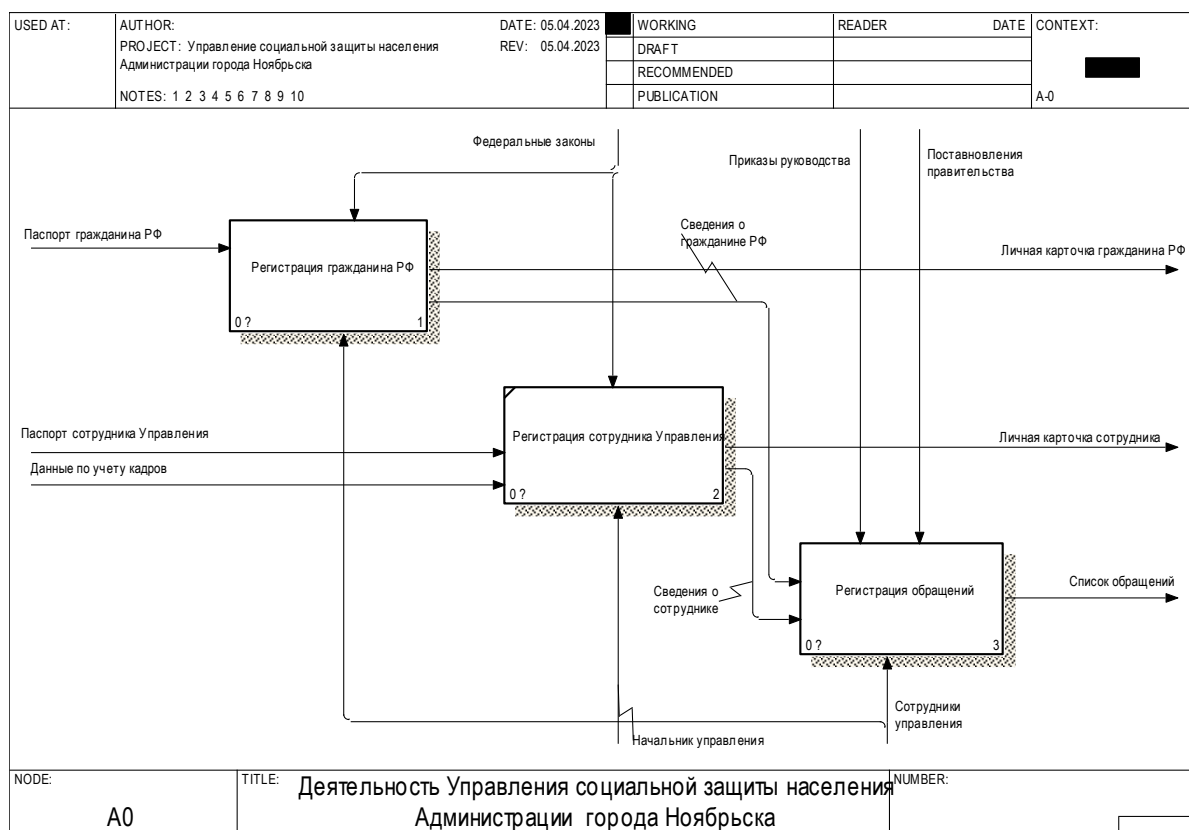 USED AT:
AUTHOR:
DATE: 05.04.2023
WORKING
READER
DATE
CONTEXT:
PROJECT: Управление социальной защиты населения
REV: 05.04.2023
DRAFT
Администрации города Ноябрьска
RECOMMENDED
NOTES: 1 2 3 4 5 6 7 8 9 10
PUBLICATION
A-0
Федеральные законы
Приказы руководства
Поставновления
правительства
Паспорт гражданина РФ
Сведения о
гражданине РФ
Личная карточка гражданина РФ
Регистрация гражданина РФ
0 ?
1
Паспорт сотрудника Управления
Регистрация сотрудника Управления
Личная карточка сотрудника
Данные по учету кадров
0 ?
2
Сведения о
сотруднике
Регистрация обращений
Список обращений
0 ?
3
Сотрудники
управления
Начальник управления
NODE:
TITLE:
Деятельность Управления социальной защиты населения
NUMBER:
A0
Администрации города Ноябрьска